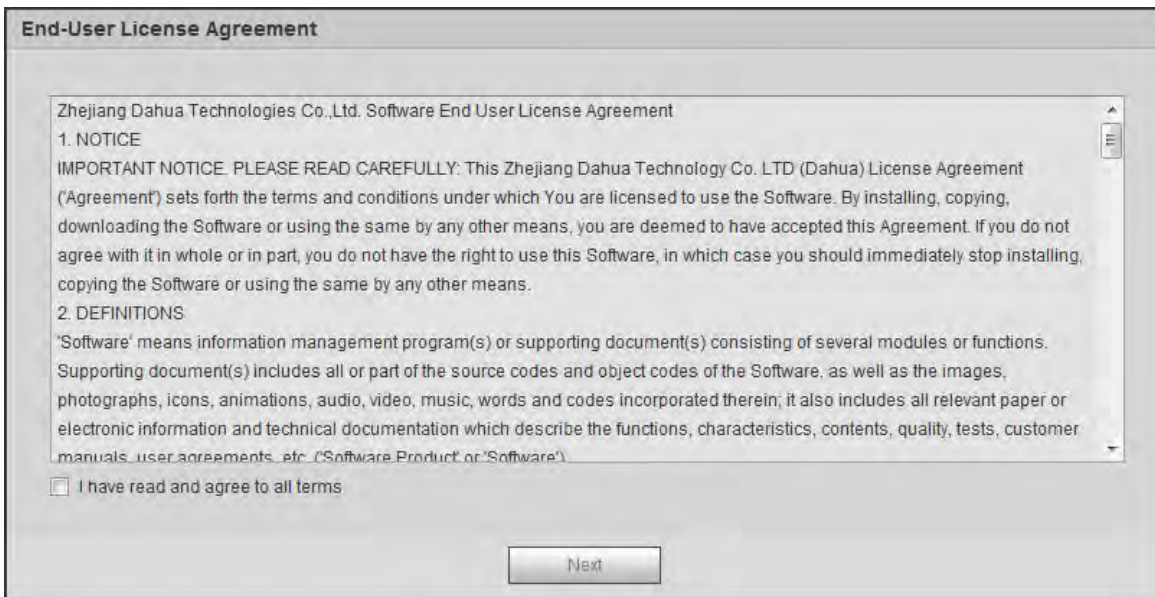 End-User License Agreement
Zhejiang Dahua Technologies Co.,Ltd. Software End User License Agreement
1. NOTICE
IMPORTANT NOTICE. PLEASE READ CAREFULLY: This Zhejiang Dahua Technology Co. LTD (Dahua) License Agreement
('Agreement') sets forth the terms and conditions under which You are licensed to use the Software. By installing, copying,
downloading the Software or using the same by any other means, you are deemed to have accepted this Agreement. If you do not
agree with it in whole or in part, you do not have the right to use this Software, in which case you should immediately stop installing,
copying the Software or using the same by any other means.
2. DEFINITIONS
'Software' means information management program(s) or supporting document(s) consisting of several modules or functions.
Supporting document(s) includes all or part of the source codes and object codes of the Software, as well as the images,
photographs, icons, animations, audio, video, music, words and codes incorporated therein; it also includes all relevant paper or
electronic information and technical documentation which describe the functions, characteristics, contents, quality, tests, customer
manuals, user agreements, etc. ('Software Product' or 'Software')
I have read and agree to all terms
Next